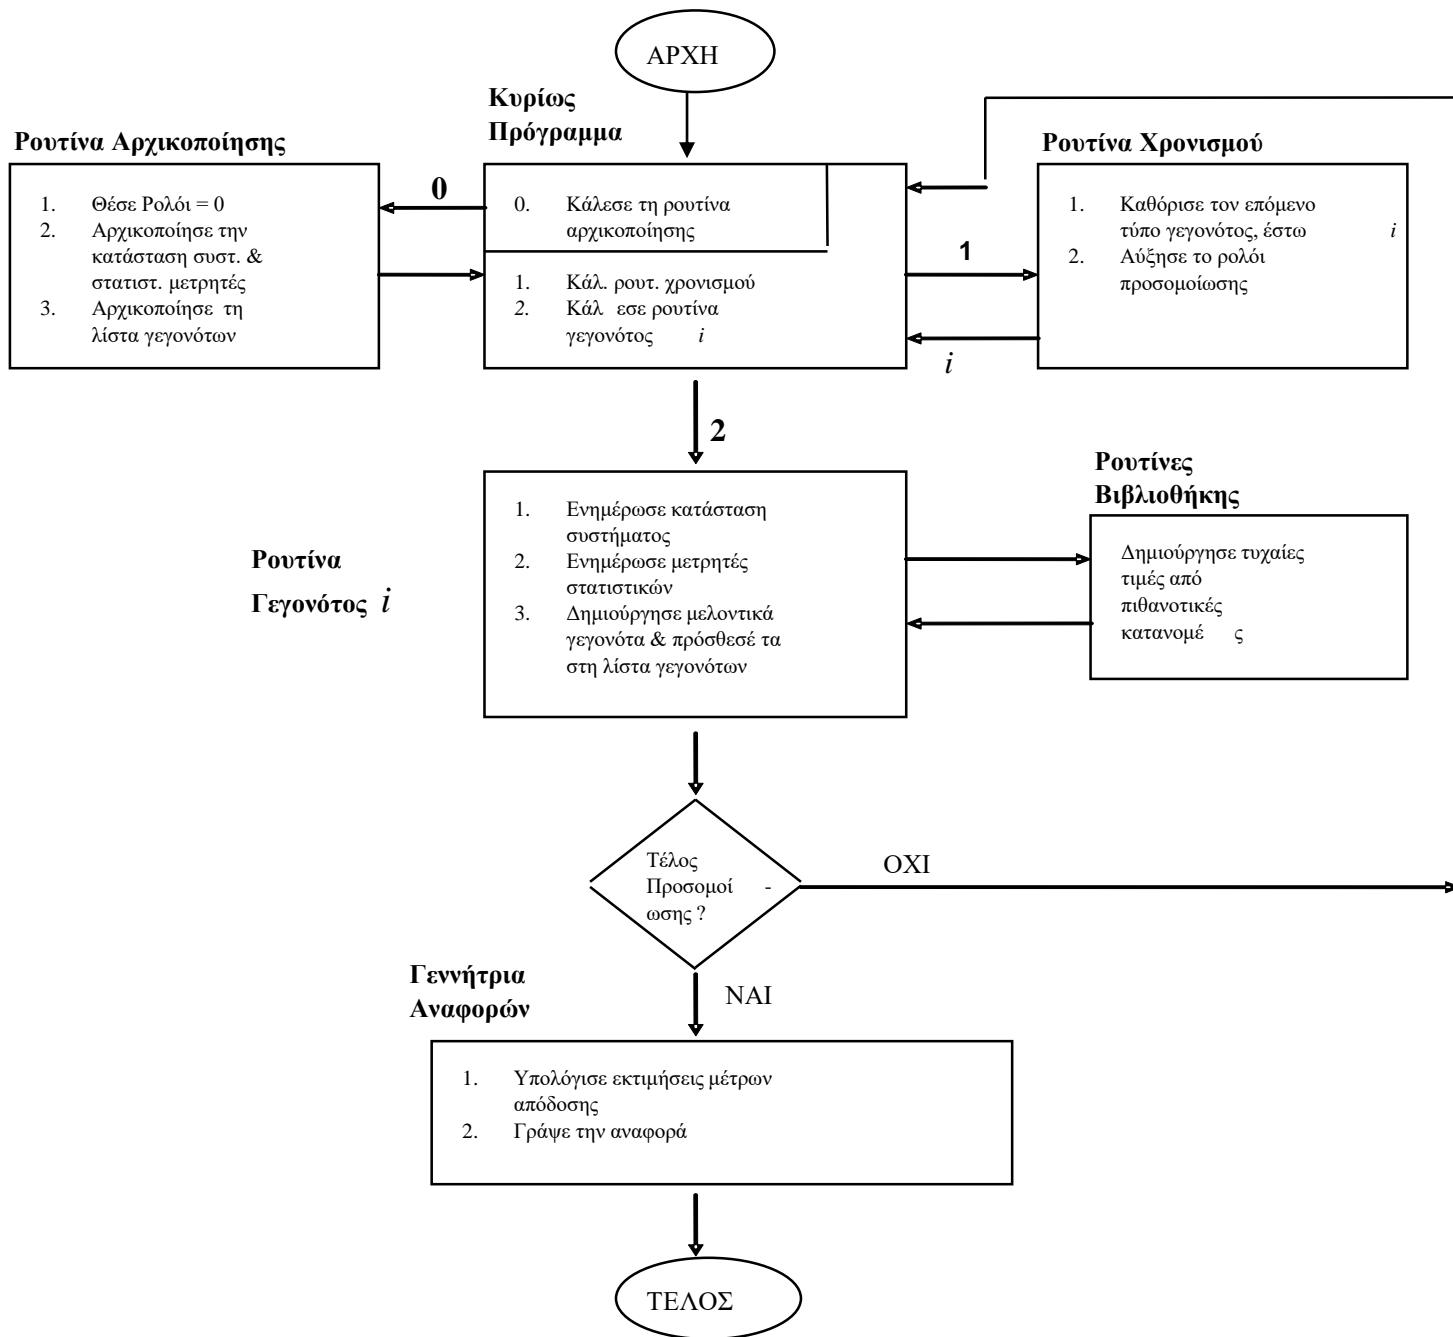 ΑΡΧΗ
Κυρίως
Πρόγραμμα
Ρουτίνα Αρχικοποίησης
1. Θέσε Ρολόι = 0
2. Αρχικοποίησε την
κατάσταση συστ. &
στατιστ. μετρητές
3. Αρχικοποίησε τη
λίστα γεγονότων
0
0. Κάλεσε τη ρουτίνα
αρχικοποίησης
1. Κάλ. ρουτ. χρονισμού
2. Κάλ εσε ρουτίνα
γεγονότος i
1
i
Ρουτίνα Χρονισμού
1. Καθόρισε τον επόμενο
τύπο γεγονότος, έστω i
2. Αύξησε το ρολόι
προσομοίωσης
2
Ρουτίνα
Γεγονότος i
1. Ενημέρωσε κατάσταση
συστήματος
2. Ενημέρωσε μετρητές
στατιστικών
3. Δημιούργησε μελοντικά
γεγονότα & πρόσθεσέ τα
στη λίστα γεγονότων
Ρουτίνες
Βιβλιοθήκης
Δημιούργησε τυχαίες
τιμές από
πιθανοτικές
κατανομέ ς
Τέλος
Προσομοί -
ωσης ?
ΟΧΙ
ΝΑΙ
Γεννήτρια
Αναφορών
1. Υπολόγισε εκτιμήσεις μέτρων
απόδοσης
2. Γράψε την αναφορά
ΤΕΛΟΣ